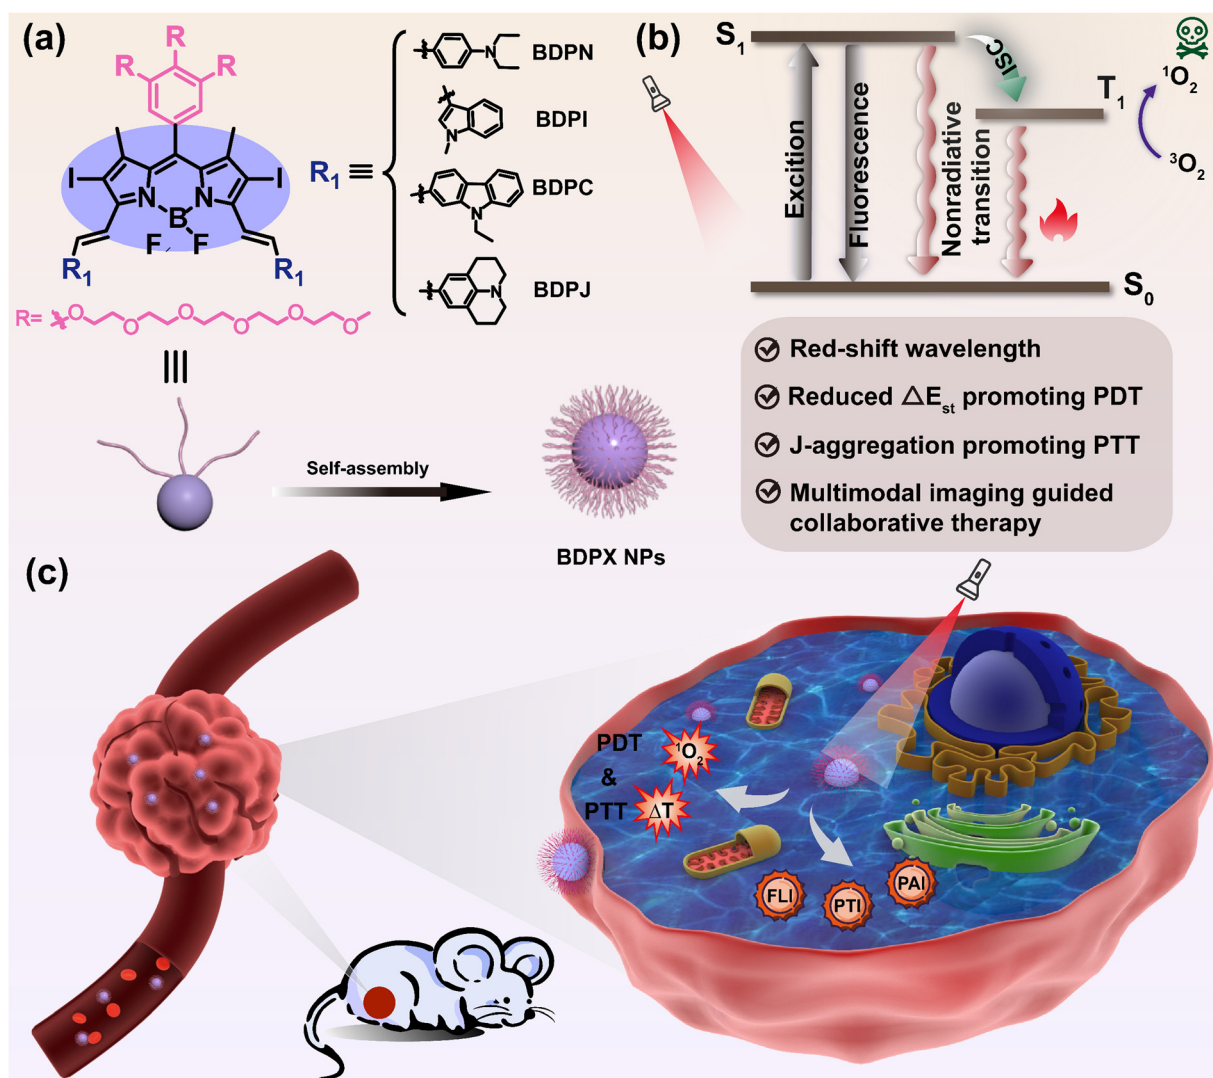 (a)
R
R
R
I
I
N
N
B
F
F
R₁
R₁
R₁ ≡
BDPN
N
BDPI
N
BDPC
N
BDPJ
N
R=
O
O
O
O
O
O
Self-assembly
BDPX NPs
(b)
S₁
ISC
T₁
¹O₂
³O₂
Excition
Fluorescence
Nonradiative
transition
S₀
Red-shift wavelength
Reduced △Eₛₜ promoting PDT
J-aggregation promoting PTT
Multimodal imaging guided
collaborative therapy
(c)
PDT
¹O₂
&
PTT
ΔT
FLI
PTI
PAI